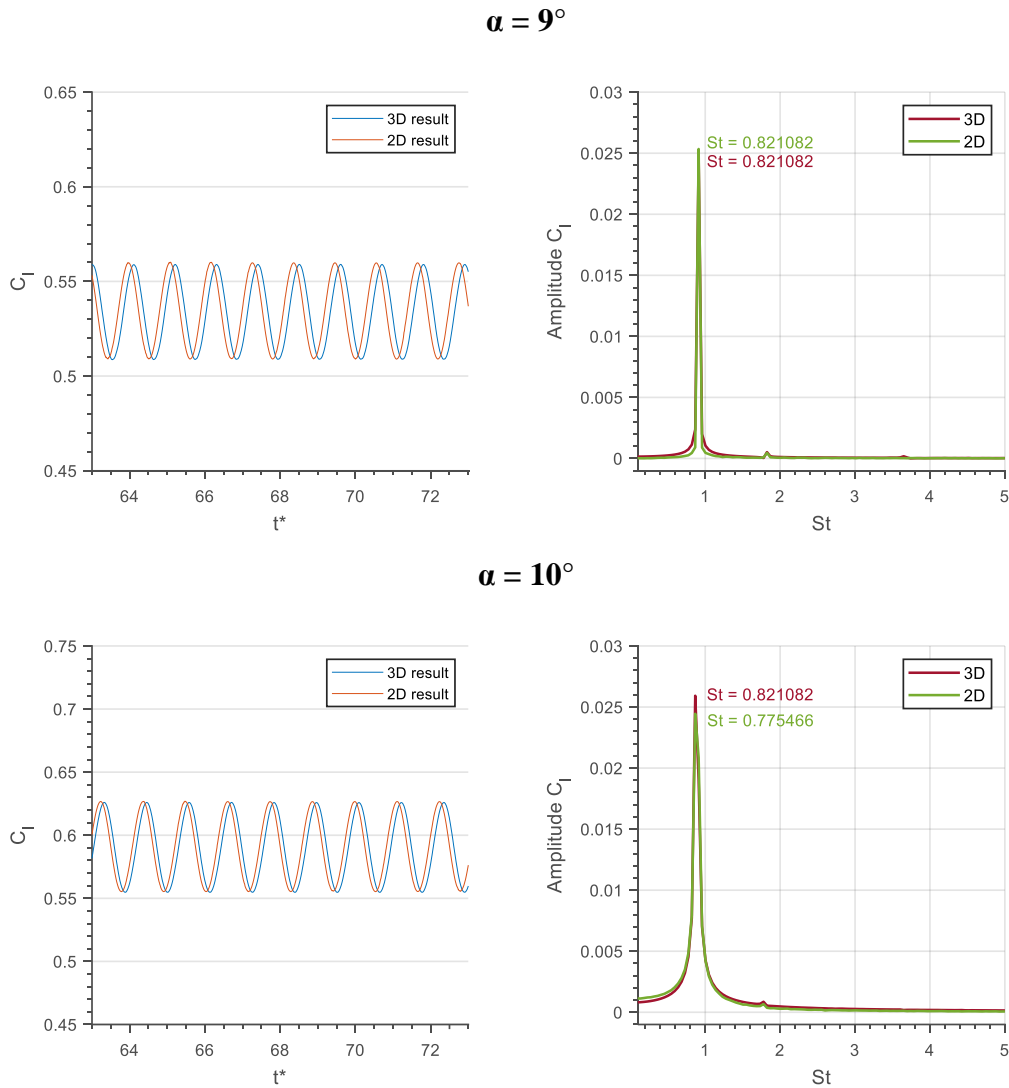 α = 9°
0.65
0.6
0.55
0.5
0.45
C_l
64 66 68 70 72
t*
3D result
2D result
0.03
0.025
0.02
0.015
0.01
0.005
0
Amplitude C_l
1 2 3 4 5
St
St = 0.821082
St = 0.821082
3D
2D
α = 10°
0.75
0.7
0.65
0.6
0.55
0.5
0.45
C_l
64 66 68 70 72
t*
3D result
2D result
0.03
0.025
0.02
0.015
0.01
0.005
0
Amplitude C_l
1 2 3 4 5
St
St = 0.821082
St = 0.775466
3D
2D